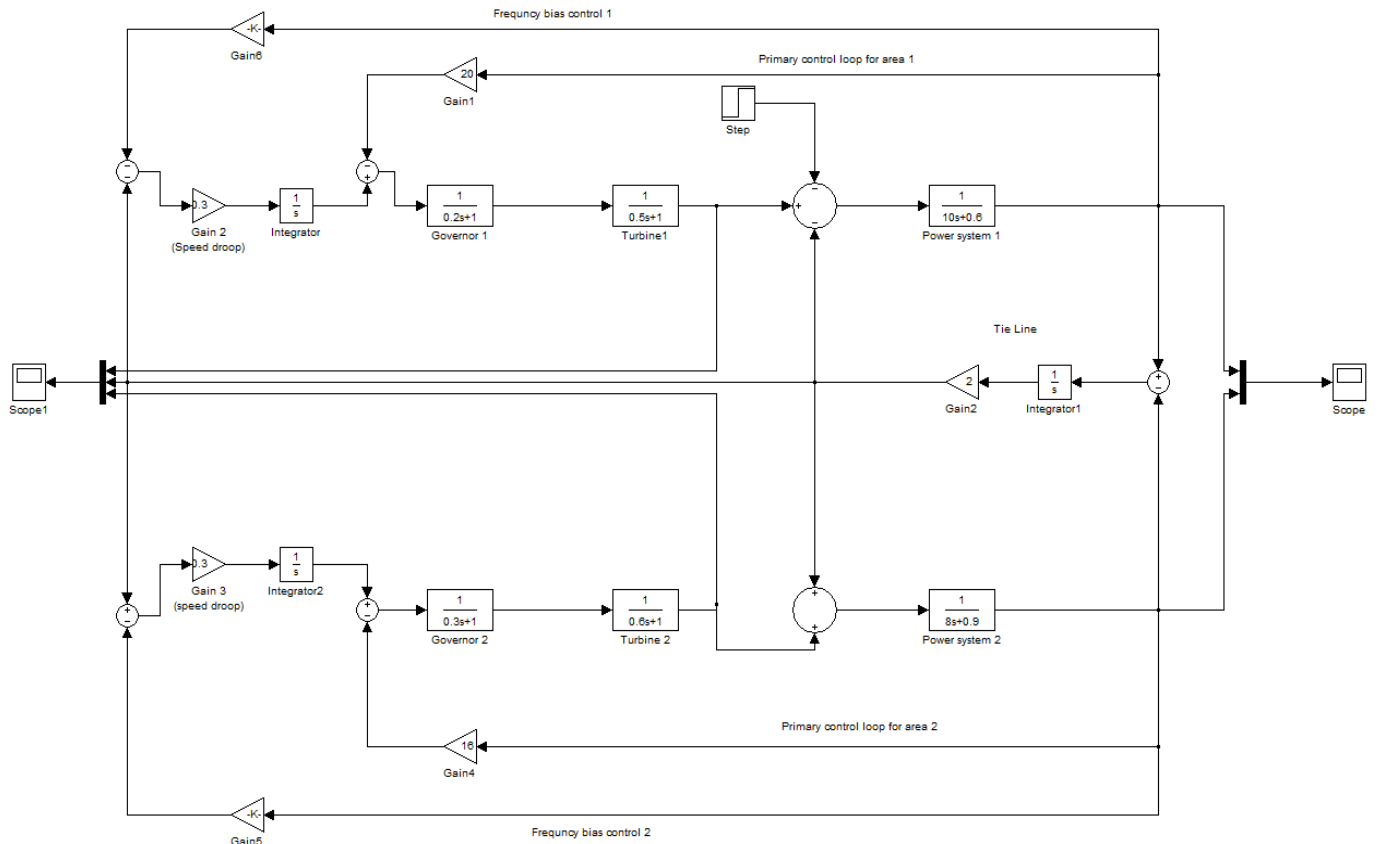 Frequncy bias control 1
-K-
Gain6
Primary control loop for area 1
20
Gain1
Step
−
−
−
+
0.3
Gain 2
(Speed droop)
1
s
Integrator
1
0.2s+1
Governor 1
1
0.5s+1
Turbine1
−
+
−
1
10s+0.6
Power system 1
Tie Line
Scope1
2
Gain2
1
s
Integrator1
+
−
Scope
0.3
Gain 3
(speed droop)
1
s
Integrator2
+
−
+
−
1
0.3s+1
Governor 2
1
0.6s+1
Turbine 2
+
+
1
8s+0.9
Power system 2
Primary control loop for area 2
16
Gain4
-K-
Gain5
Frequncy bias control 2